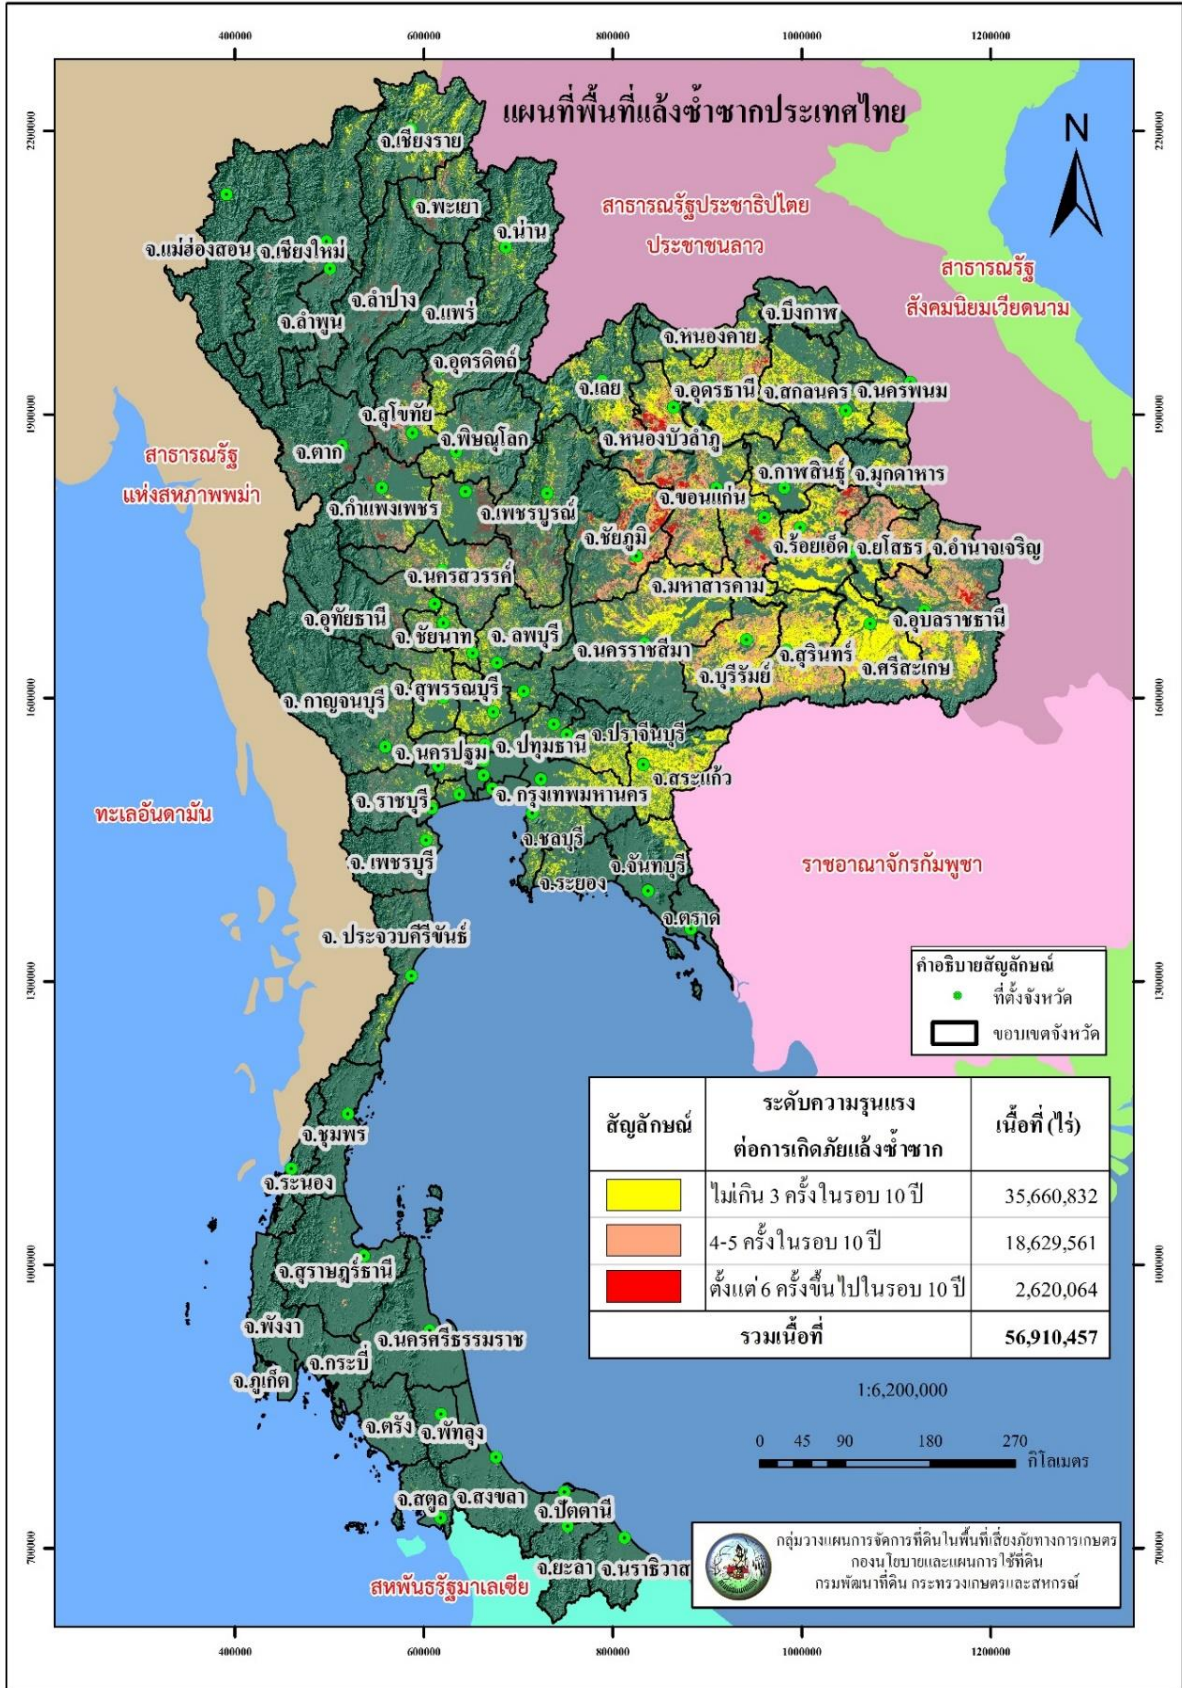 400000 600000 800000 1000000 1200000
แผนที่พื้นที่แล้งซ้ำซากประเทศไทย
N
2200000 2200000
จ.เชียงราย
จ.พะเยา
สาธารณรัฐประชาธิปไตย
ประชาชนลาว
จ.น่าน
จ.แม่ฮ่องสอน
จ.เชียงใหม่
สาธารณรัฐ
สังคมนิยมเวียดนาม
จ.ลำปาง
จ.แพร่
จ.ลำพูน
จ.บึงกาฬ
จ.หนองคาย
จ.อุตรดิตถ์
จ.เลย
จ.อุดรธานี
จ.สกลนคร
จ.นครพนม
1900000 1900000
จ.สุโขทัย
จ.พิษณุโลก
จ.หนองบัวลำภู
จ.ตาก
สาธารณรัฐ
แห่งสหภาพพม่า
จ.กาฬสินธุ์
จ.มุกดาหาร
จ.ขอนแก่น
จ.กำแพงเพชร
จ.เพชรบูรณ์
จ.ชัยภูมิ
จ.ร้อยเอ็ด
จ.ยโสธร
จ.อำนาจเจริญ
จ.นครสวรรค์
จ.มหาสารคาม
จ.อุทัยธานี
จ. ชัยนาท
จ. ลพบุรี
จ.นครราชสีมา
จ.อุบลราชธานี
จ.บุรีรัมย์
จ.สุรินทร์
จ.ศรีสะเกษ
จ. กาญจนบุรี
จ. สุพรรณบุรี
1600000 1600000
จ.ปราจีนบุรี
จ. นครปฐม
จ. ปทุมธานี
จ.สระแก้ว
จ. ราชบุรี
จ. กรุงเทพมหานคร
ทะเลอันดามัน
จ.ชลบุรี
จ. เพชรบุรี
จ.จันทบุรี
ราชอาณาจักรกัมพูชา
จ.ระยอง
จ.ตราด
จ. ประจวบคีรีขันธ์
1300000 1300000
คำอธิบายสัญลักษณ์
ที่ตั้งจังหวัด
ขอบเขตจังหวัด
สัญลักษณ์ ระดับความรุนแรง ต่อการเกิดภัยแล้งซ้ำซาก เนื้อที่ (ไร่)
ไม่เกิน 3 ครั้งในรอบ 10 ปี 35,660,832
4-5 ครั้งในรอบ 10 ปี 18,629,561
ตั้งแต่ 6 ครั้งขึ้นไปในรอบ 10 ปี 2,620,064
รวมเนื้อที่ 56,910,457
จ.ชุมพร
จ.ระนอง
1000000 1000000
จ.สุราษฎร์ธานี
จ.พังงา
จ.นครศรีธรรมราช
จ.กระบี่
จ.ภูเก็ต
1:6,200,000
จ.ตรัง
จ.พัทลุง
0 45 90 180 270
กิโลเมตร
จ.สตูล
จ.สงขลา
จ.ปัตตานี
700000 700000
จ.ยะลา
จ.นราธิวาส
สหพันธรัฐมาเลเซีย
กลุ่มวางแผนการจัดการที่ดินในพื้นที่เสี่ยงภัยทางการเกษตร
กองนโยบายและแผนการใช้ที่ดิน
กรมพัฒนาที่ดิน กระทรวงเกษตรและสหกรณ์
400000 600000 800000 1000000 1200000